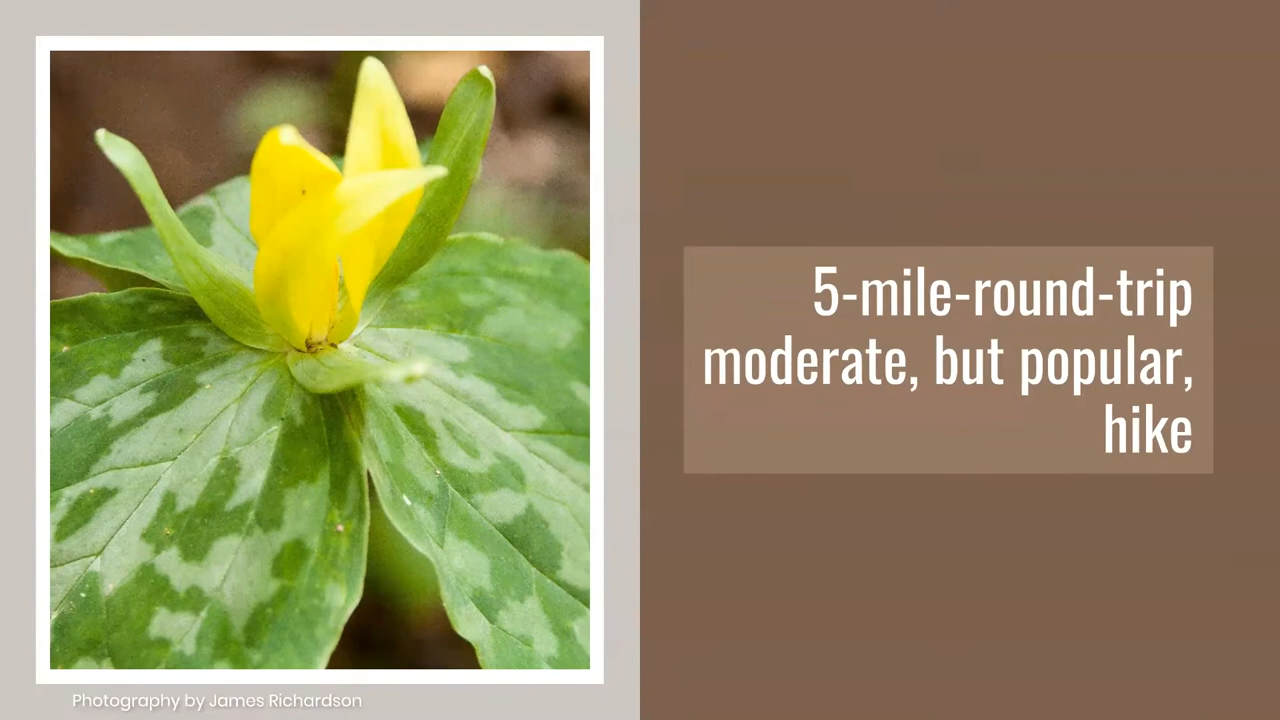 5-mile-round-trip
moderate, but popular,
hike
Photography by James Richardson